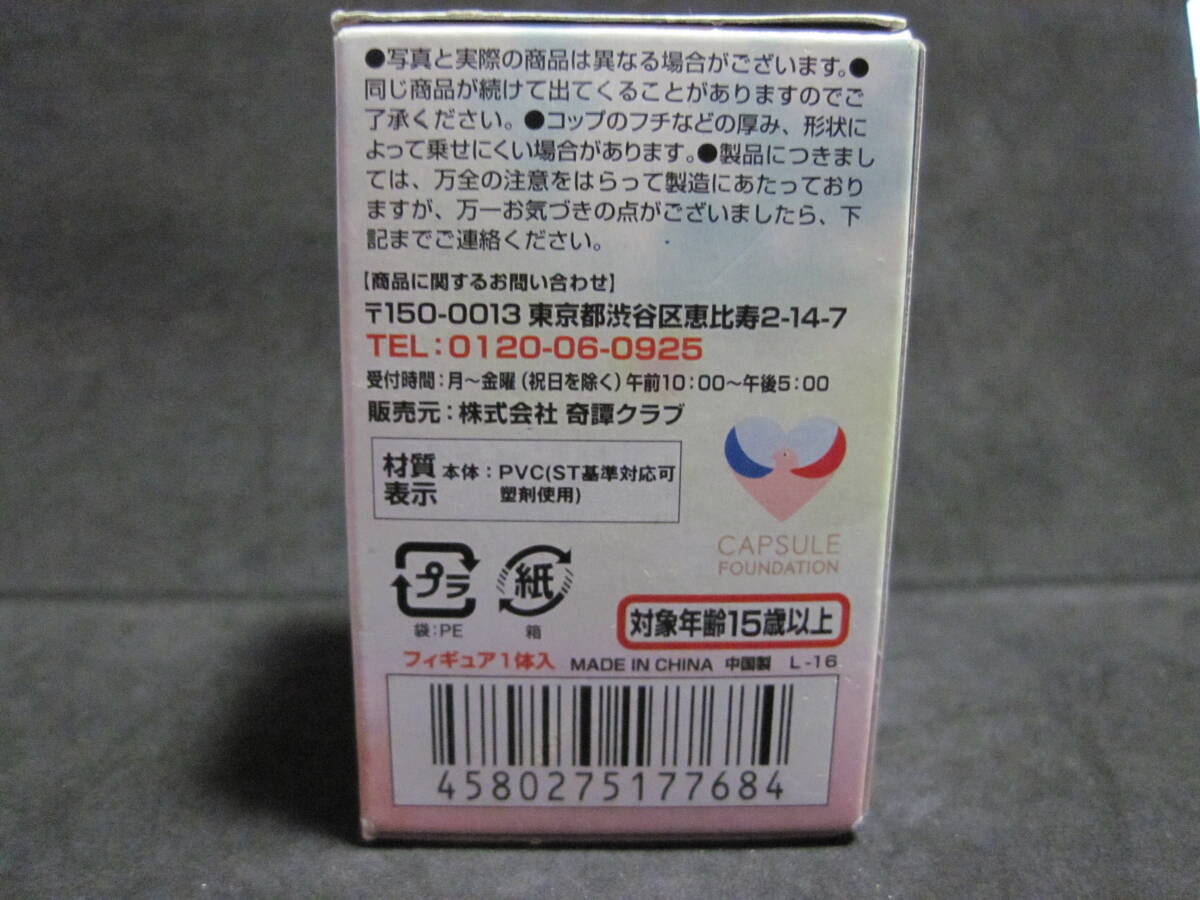 ●写真と実際の商品は異なる場合がございます。●
同じ商品が続けて出てくることがありますのでご
了承ください。●コップのフチなどの厚み、形状に
よって乗せにくい場合があります。●製品につきまし
ては、万全の注意をはらって製造にあたっており
ますが、万一お気づきの点がございましたら、下
記までご連絡ください。
【商品に関するお問い合わせ】
〒150-0013 東京都渋谷区恵比寿2-14-7
TEL：0120-06-0925
受付時間：月～金曜（祝日を除く）午前10：00～午後5：00
販売元：株式会社 奇譚クラブ
材質
表示
本体：PVC(ST基準対応可
塑剤使用)
CAPSULE
FOUNDATION
プラ
紙
袋：PE
箱
対象年齢15歳以上
フィギュア1体入 MADE IN CHINA 中国製 L-16
4580275177684